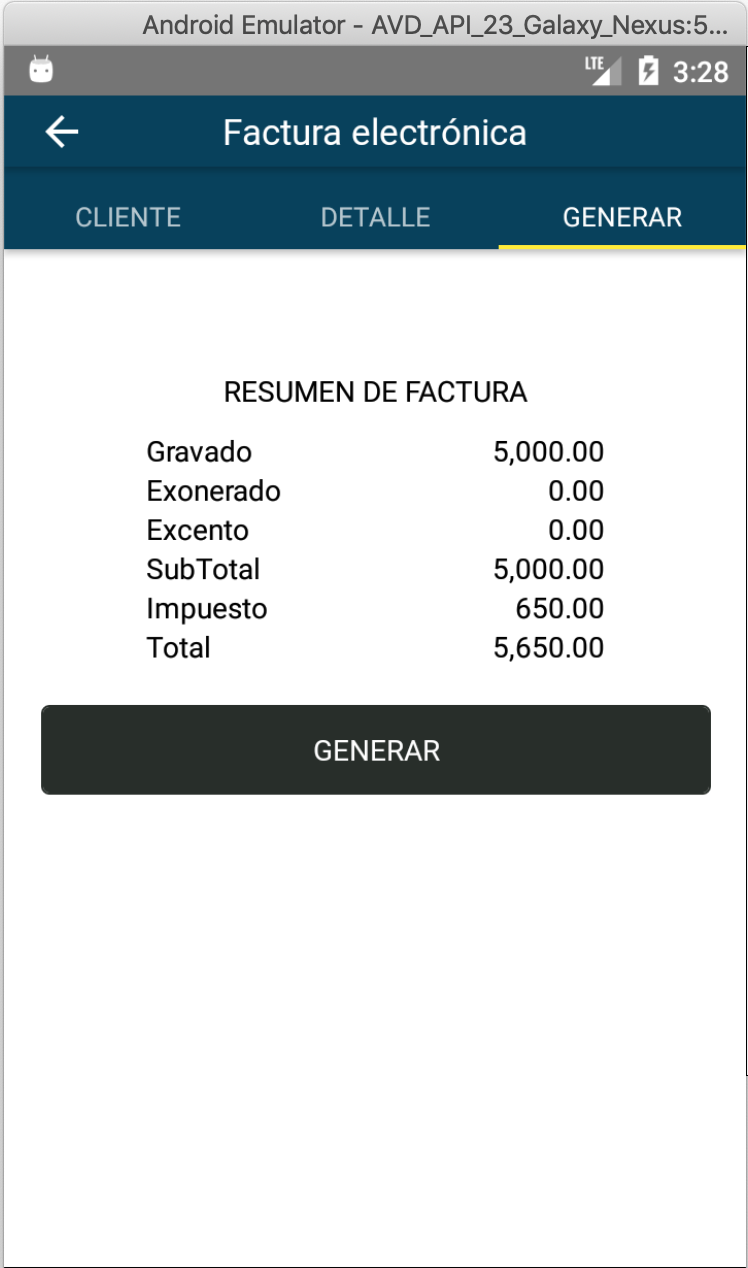 Android Emulator - AVD_API_23_Galaxy_Nexus:5...
LTE 3:28
Factura electrónica
CLIENTE DETALLE GENERAR
RESUMEN DE FACTURA
Gravado 5,000.00
Exonerado 0.00
Excento 0.00
SubTotal 5,000.00
Impuesto 650.00
Total 5,650.00
GENERAR